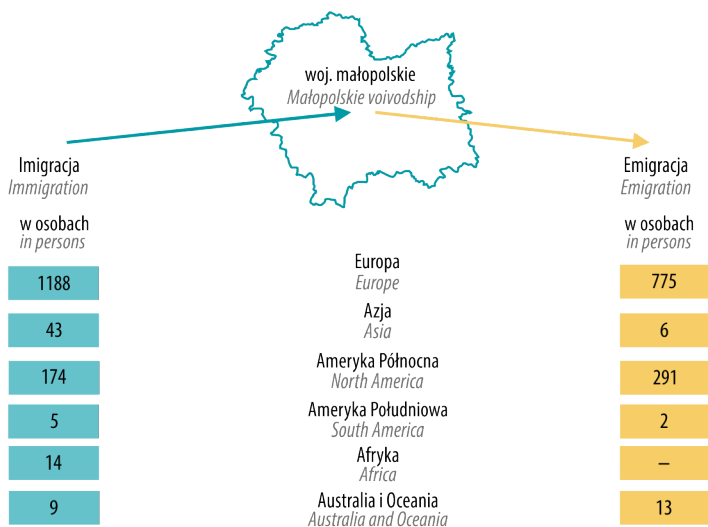 woj. małopolskie
Małopolskie voivodship
Imigracja
Immigration
Emigracja
Emigration
w osobach
in persons
w osobach
in persons
1188
Europa
Europe
775
43
Azja
Asia
6
174
Ameryka Północna
North America
291
5
Ameryka Południowa
South America
2
14
Afryka
Africa
–
9
Australia i Oceania
Australia and Oceania
13